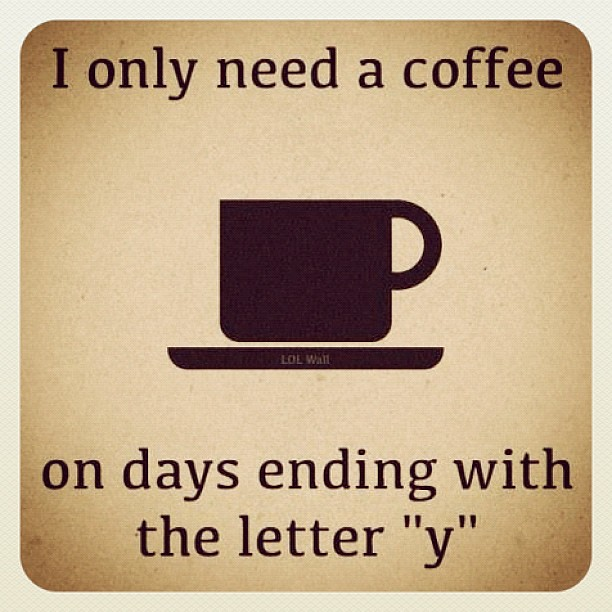 I only need a coffee
LOL Wall
on days ending with
the letter "y"